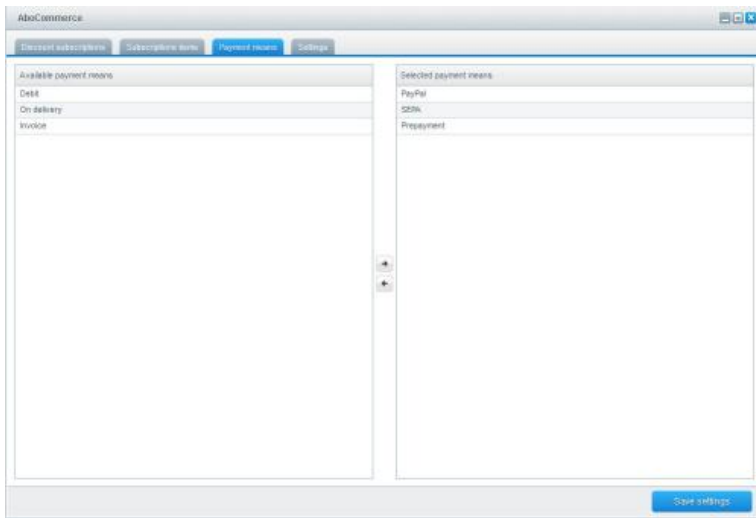 AboCommerce
Discount subscriptions Subscriptions items Payment means Settings
Available payment means
Debit
On delivery
Invoice
Selected payment means
PayPal
SEPA
Prepayment
Save settings